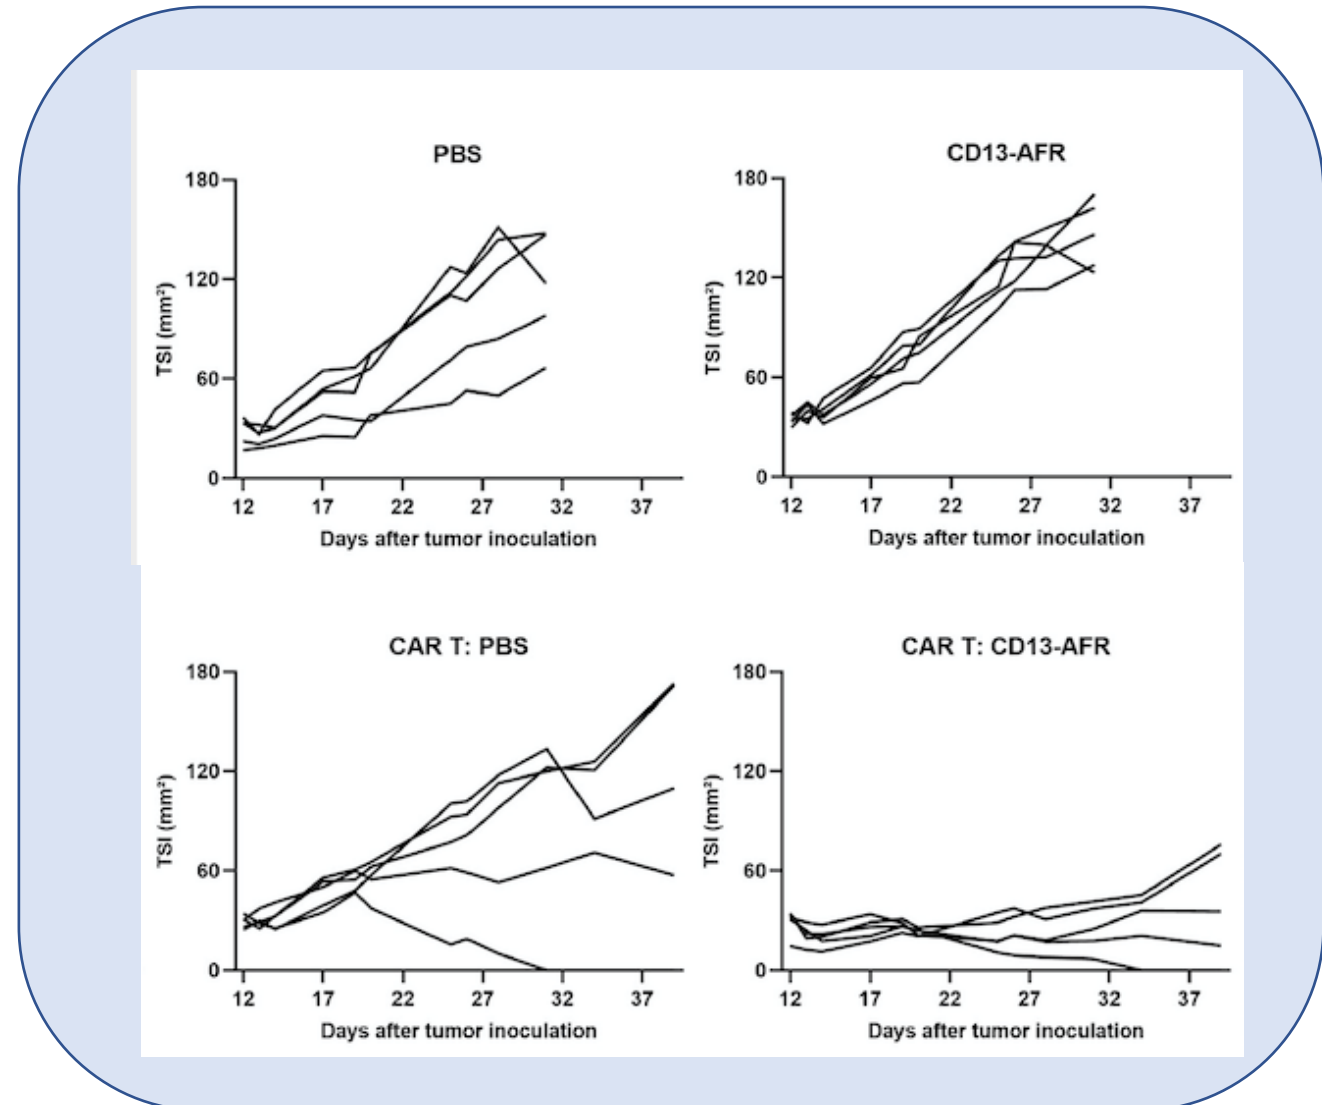 PBS
180
120
60
0
TSI (mm²)
12 17 22 27 32 37
Days after tumor inoculation
CD13-AFR
180
120
60
0
TSI (mm²)
12 17 22 27 32 37
Days after tumor inoculation
CAR T: PBS
180
120
60
0
TSI (mm²)
12 17 22 27 32 37
Days after tumor inoculation
CAR T: CD13-AFR
180
120
60
0
TSI (mm²)
12 17 22 27 32 37
Days after tumor inoculation